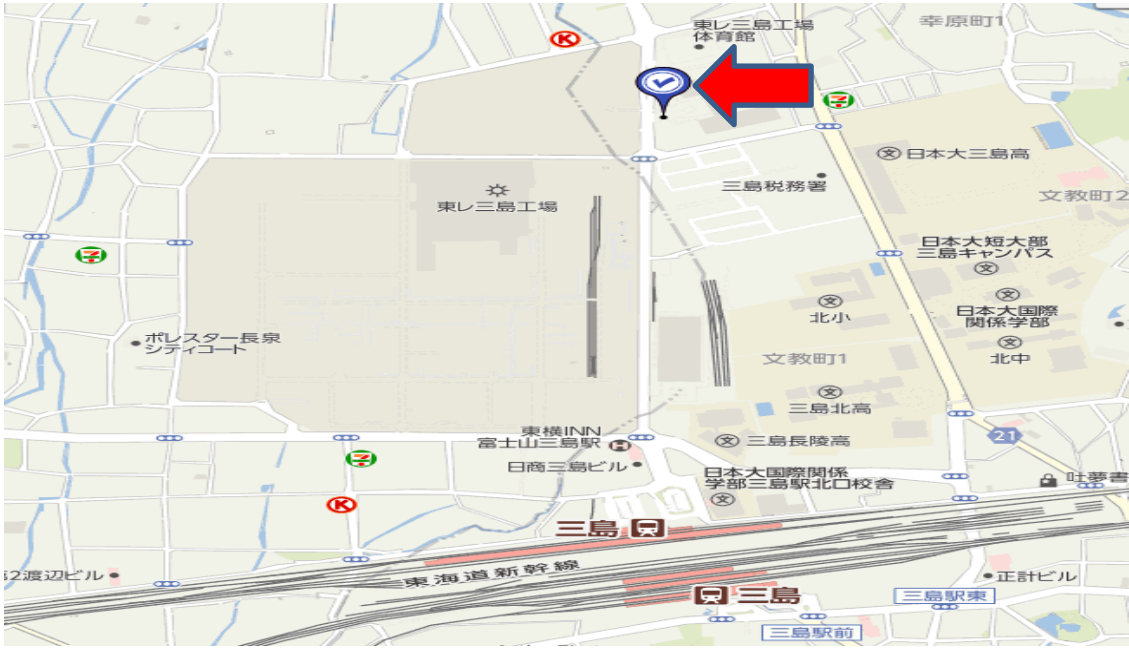 東レ三島工場
体育館
幸原町1
日本大三島高
三島税務署
文教町2
東レ三島工場
日本大短大部
三島キャンパス
北小
日本大国際
関係学部
ポレスター長泉
シティコート
文教町1
北中
三島北高
東横INN
富士山三島駅
三島長陵高
21
日商三島ビル
日本大国際関係
学部三島駅北口校舎
吐夢書
三島
東海道新幹線
2渡辺ビル
正計ビル
三島
三島駅東
三島駅前